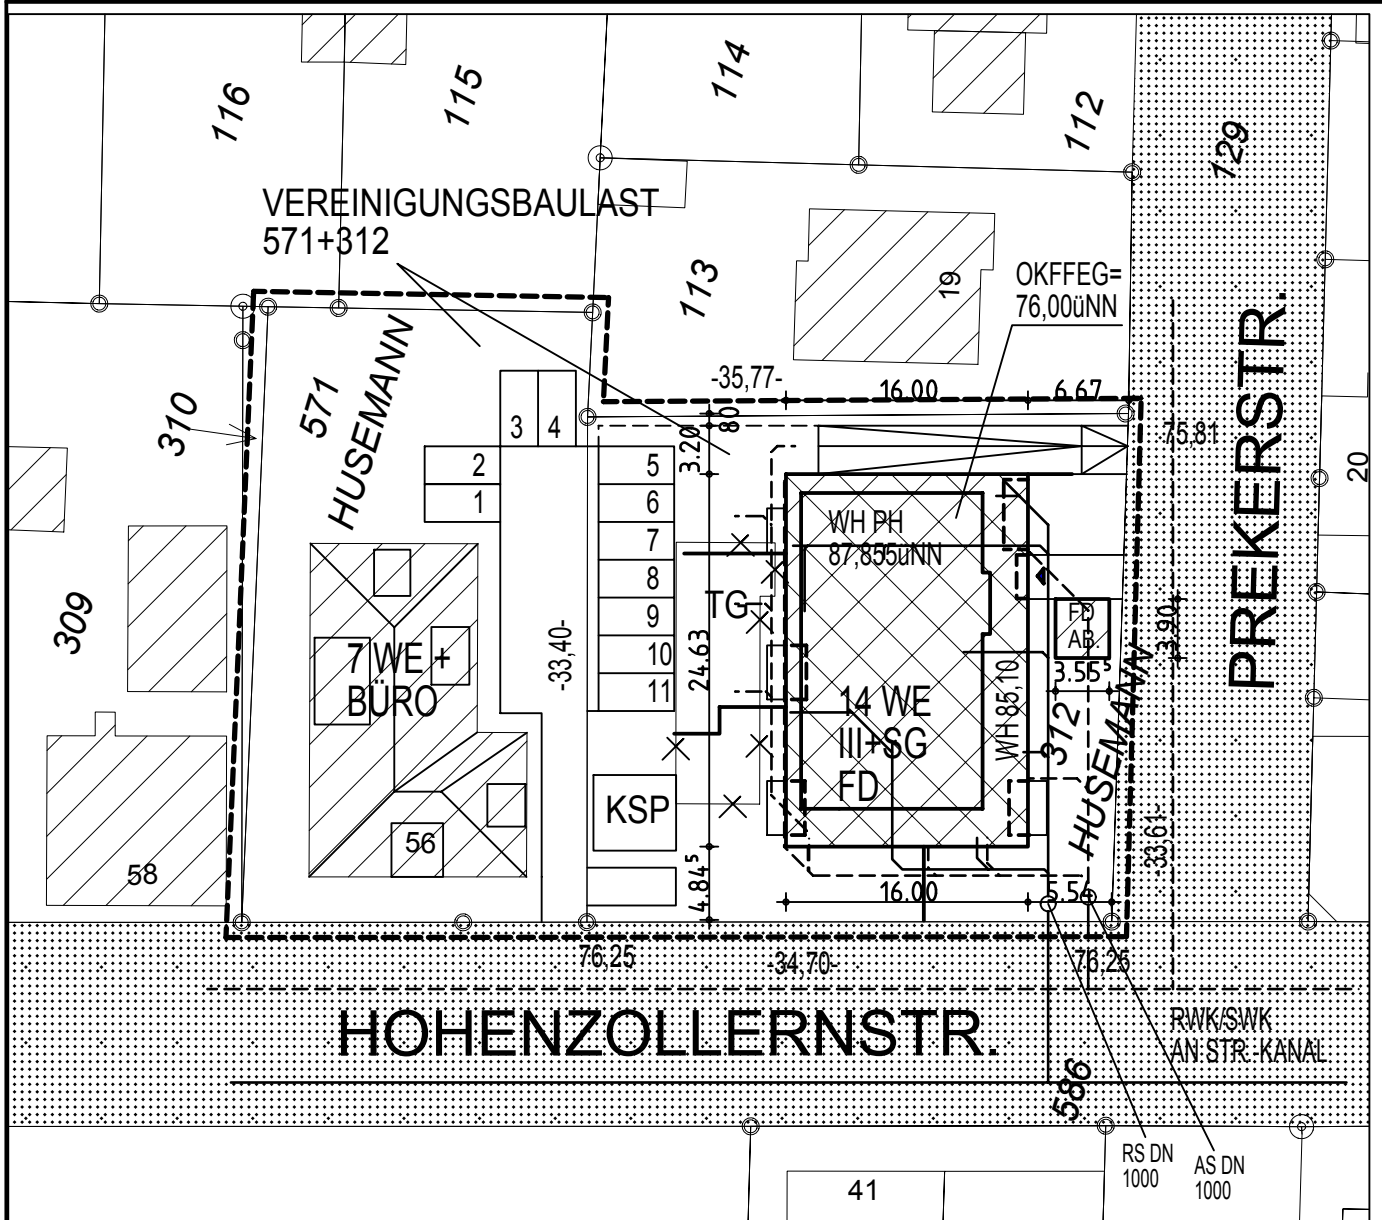 116
115
114
112
129
VEREINIGUNGSBAULAST
571+312
113
19
OKFFEG=
76,00üNN
PREKERSTR.
310
571
HUSEMANN
-35,77-
16.00
6.67
75,81
80
3.20
3
4
2
1
5
6
7
8
9
10
11
20
WH PH
87,855üNN
309
TG
FD
AB.
3.90
3.55⁵
24.63
-33,40-
7 WE +
BÜRO
14 WE
III+SG
FD
WH 85,10
312
HUSEMANN
KSP
56
58
-33,61-
4.84⁵
16.00
5.54
76,25
-34,70-
76,25
HOHENZOLLERNSTR.
RWK/SWK
AN STR.-KANAL
586
RS DN
1000
AS DN
1000
41